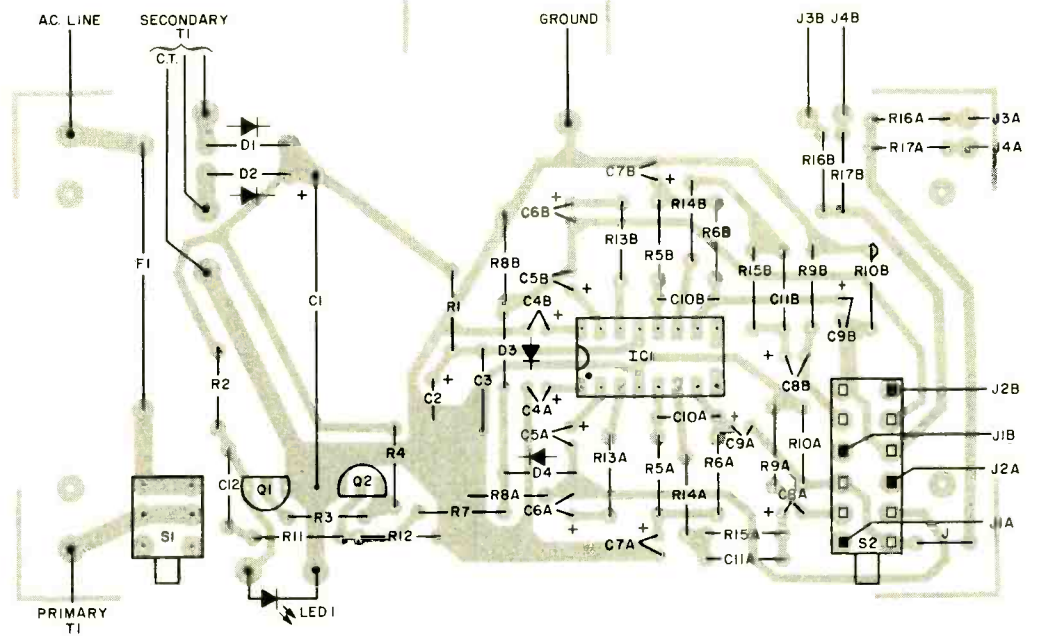 A.C. LINE
SECONDARY
T1
C.T.
GROUND
J3B J4B
R16A
J3A
R17A
J4A
D1
D2
+
C7B
+
R16B
R17B
+
C6B
R14B
R13B
R6B
R5B
F1
R8B
R15B
R9B
R10B
C5B
+
C1
R1
C4B
+
C10B
C11B
+
C9B
D3
IC1
R2
C3
+
C2
+
C8B
J2B
C4A
+
C10A
+
C5A
C9A
R10A
J1B
R4
R13A
R5A
R6A
R9A
J2A
C12
Q1
Q2
D4
R14A
C8A
R8A
R3
R7
C6A
+
+
+
S1
R11
R12
R15A
J1A
C7A
C11A
S2
J
LED1
PRIMARY
T1